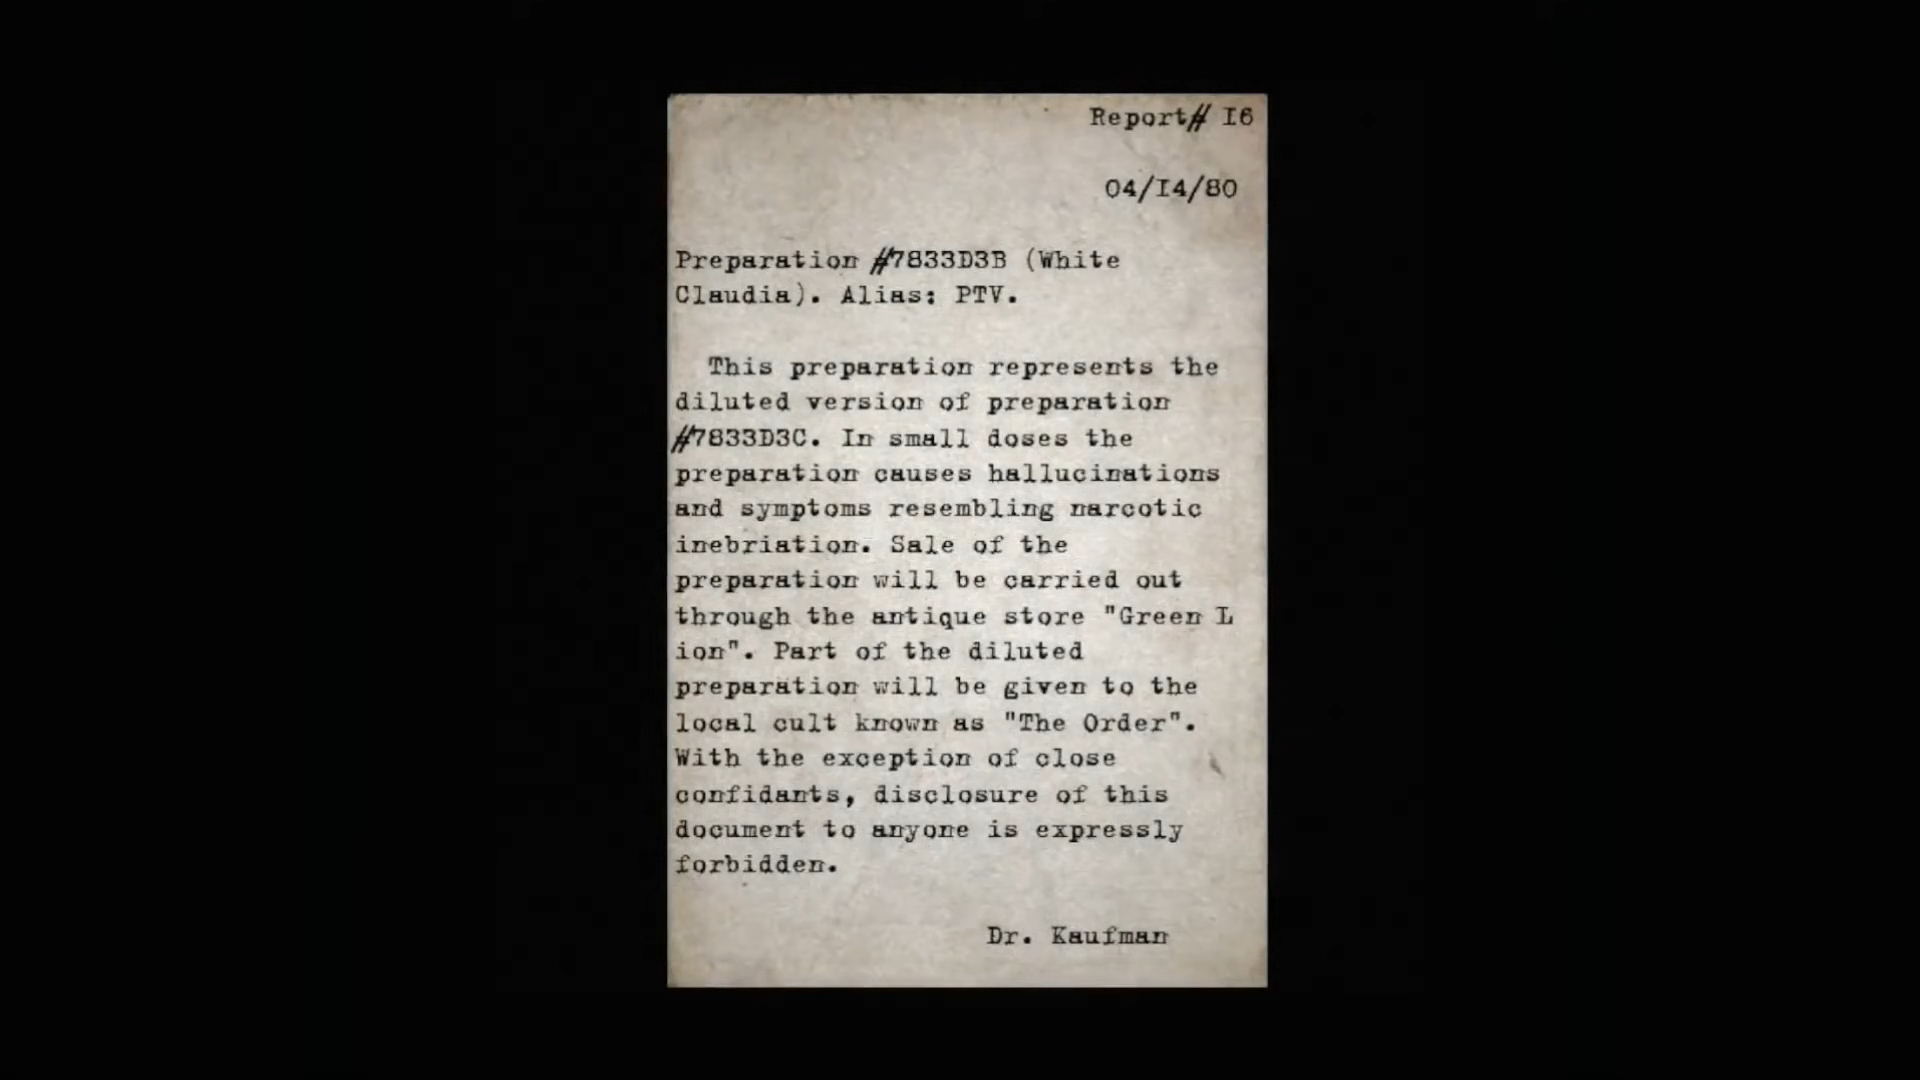 Report# I6
04/I4/80
Preparation #7833D3B (White
Claudia). Alias: PTV.
This preparation represents the
diluted version of preparation
#7833D3C. In small doses the
preparation causes hallucinations
and symptoms resembling narcotic
inebriation. Sale of the
preparation will be carried out
through the antique store "Green L
ion". Part of the diluted
preparation will be given to the
local cult known as "The Order".
With the exception of close
confidants, disclosure of this
document to anyone is expressly
forbidden.
Dr. Kaufman